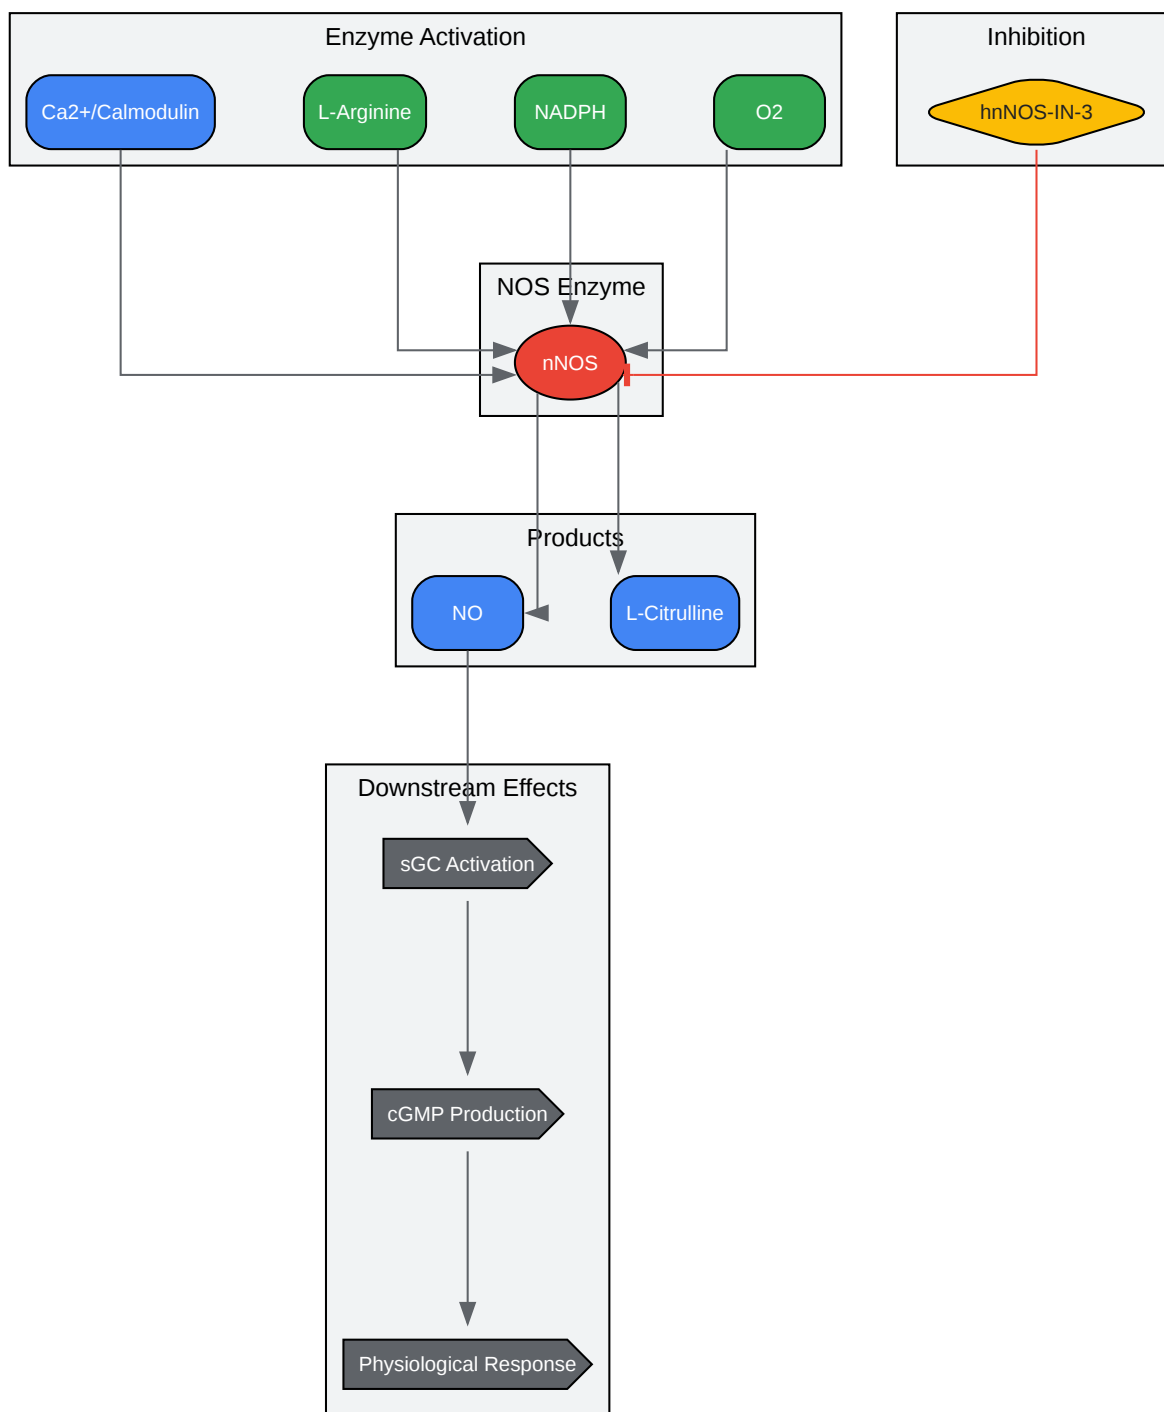 Enzyme Activation
Inhibition
Ca2+/Calmodulin
L-Arginine
NADPH
O2
hnNOS-IN-3
NOS Enzyme
nNOS
Products
NO
L-Citrulline
Downstream Effects
sGC Activation
cGMP Production
Physiological Response